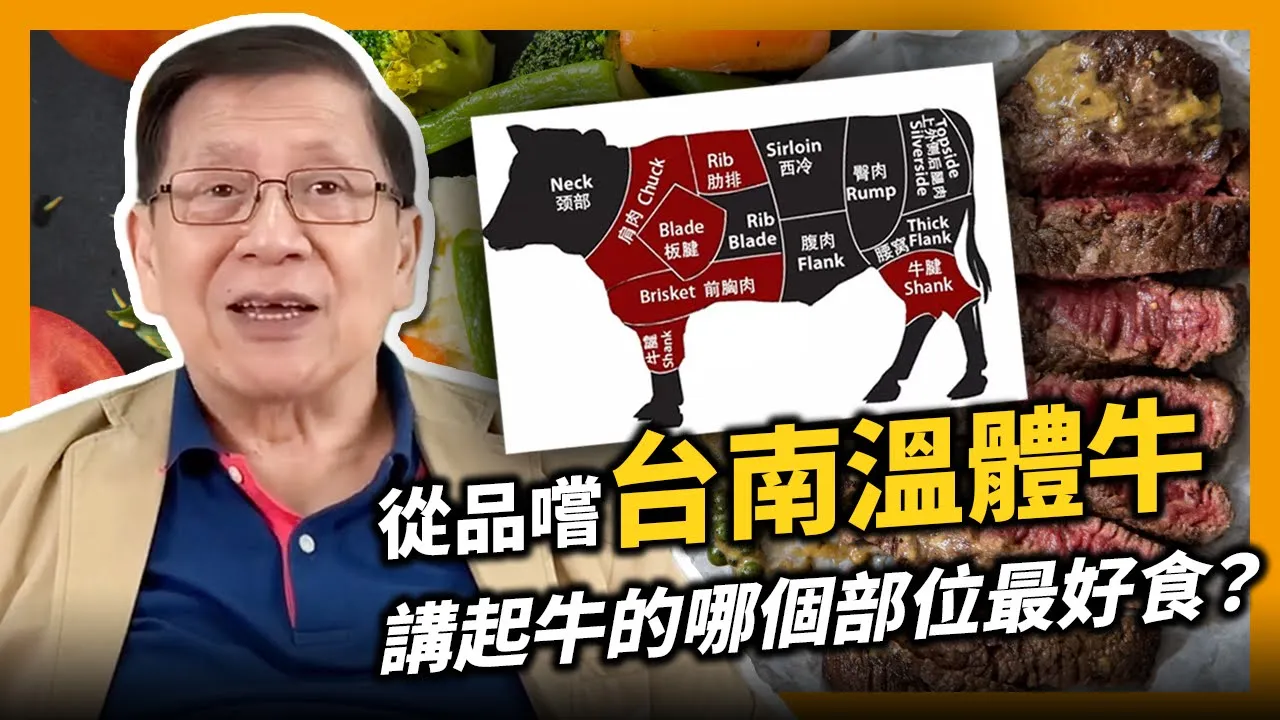 Neck
颈部
肩肉 Chuck
Rib
肋排
Blade
板腱
Rib
Blade
Sirloin
西冷
腹肉
Flank
臀肉
Rump
Topside
上外侧后腿肉
Silverside
Thick
腰窝 Flank
牛腱
Shank
Brisket 前胸肉
牛腱
Shank
從品嚐台南溫體牛
講起牛的哪個部位最好食？